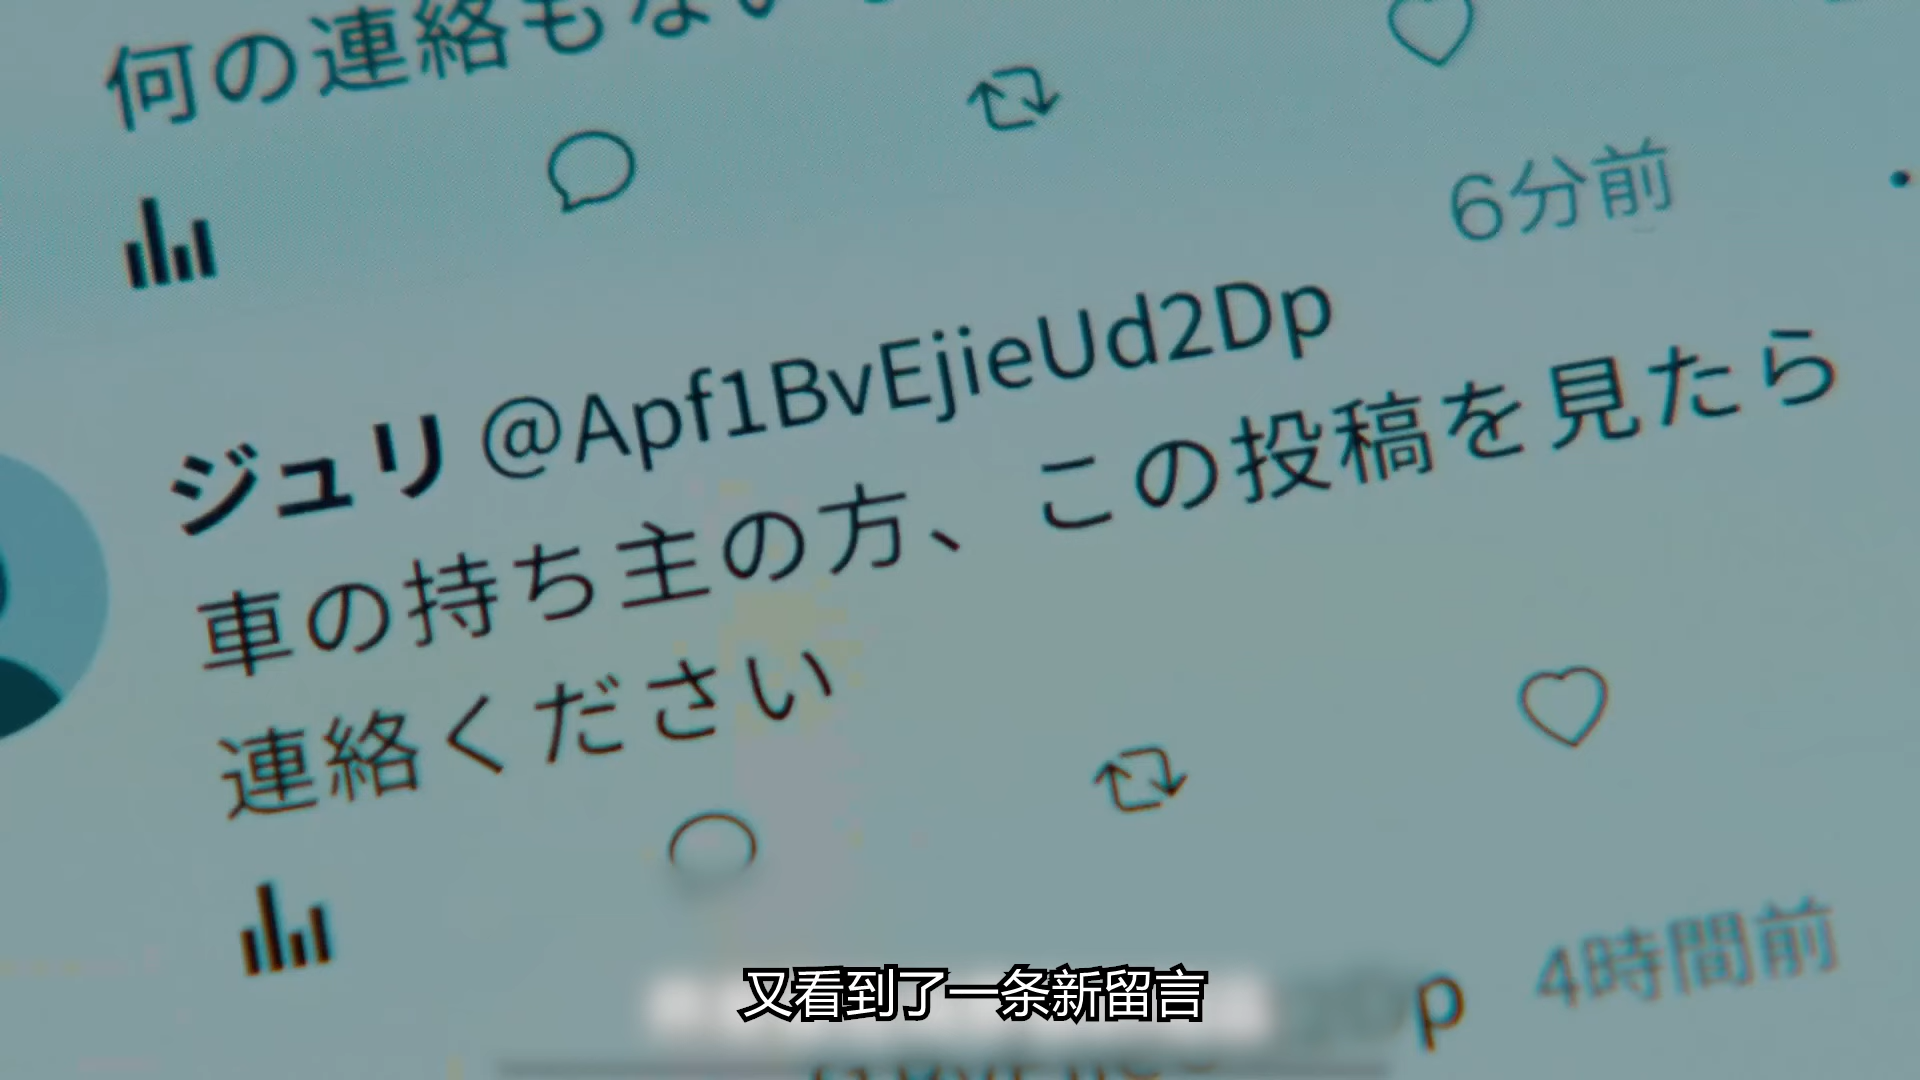 何の連絡もない
6分前
ジュリ @Apf1BvEjieUd2Dp
車の持ち主の方、この投稿を見たら
連絡ください
4時間前
又看到了一条新留言